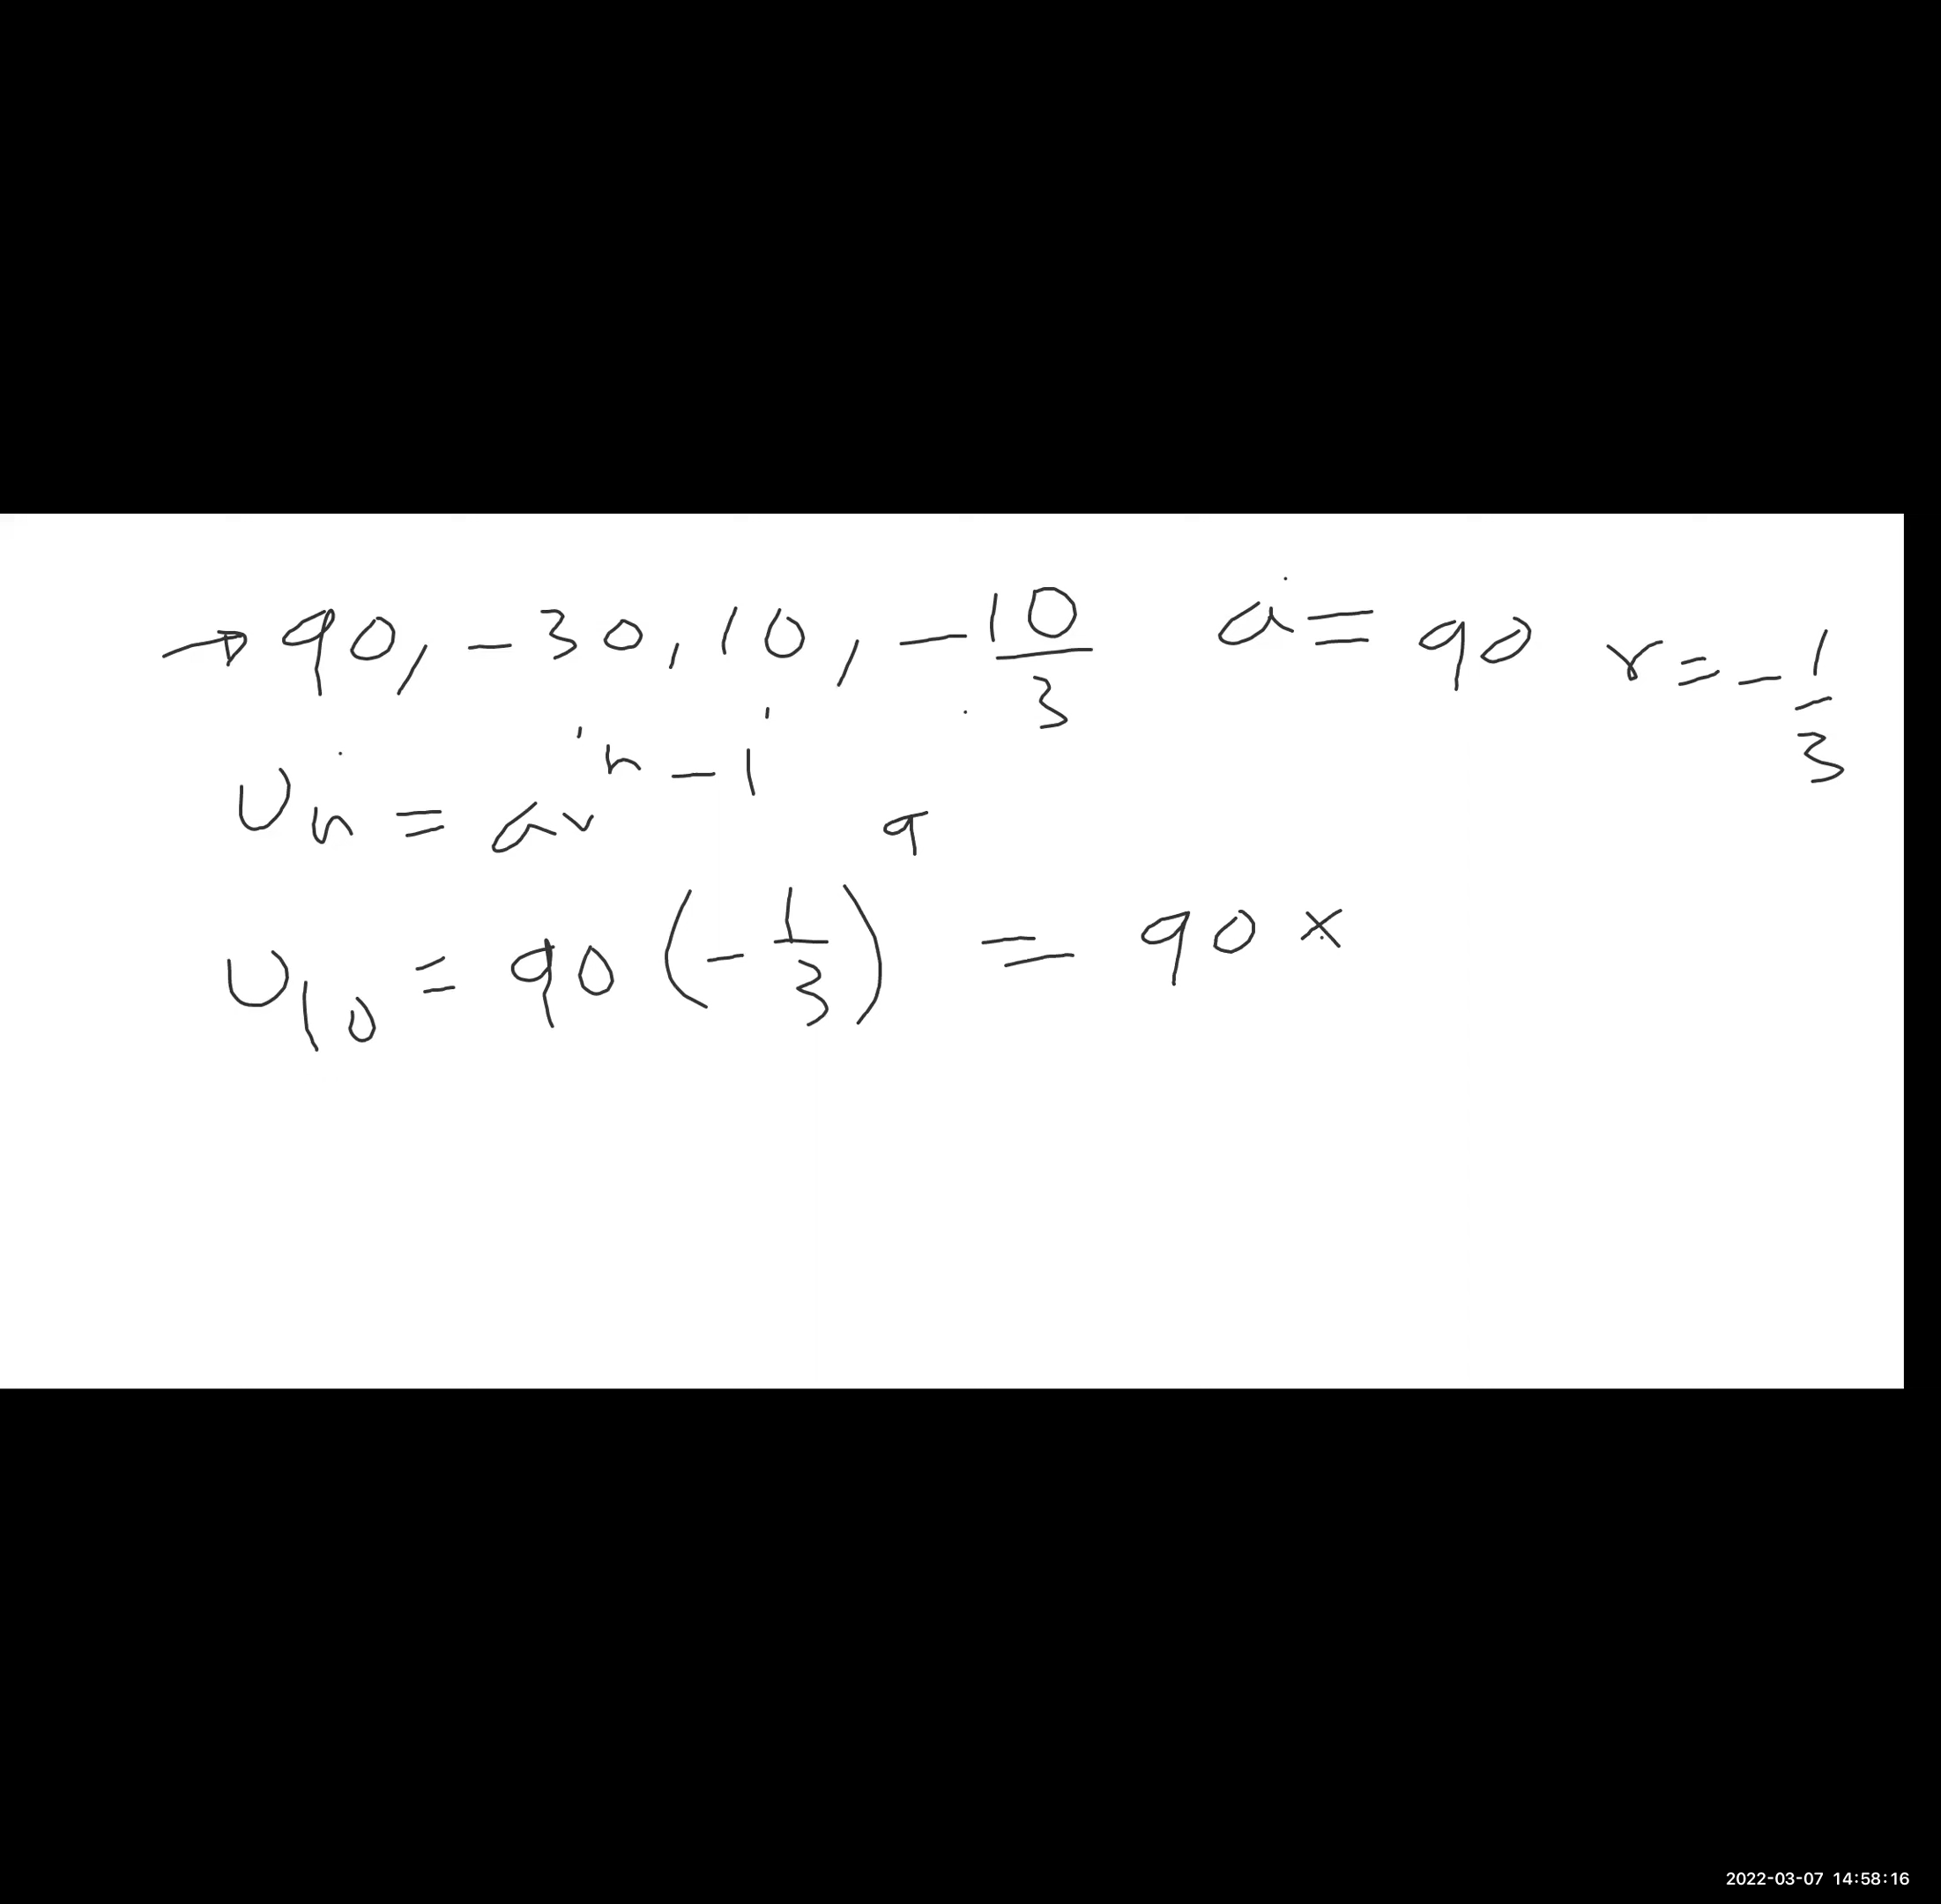 → 90, -30, 10, -10/3 a = 90 r = -1/3
Uₙ = arⁿ⁻¹
U₁₀ = 90(-1/3)⁹ = 90 ×
2022-03-07 14:58:16